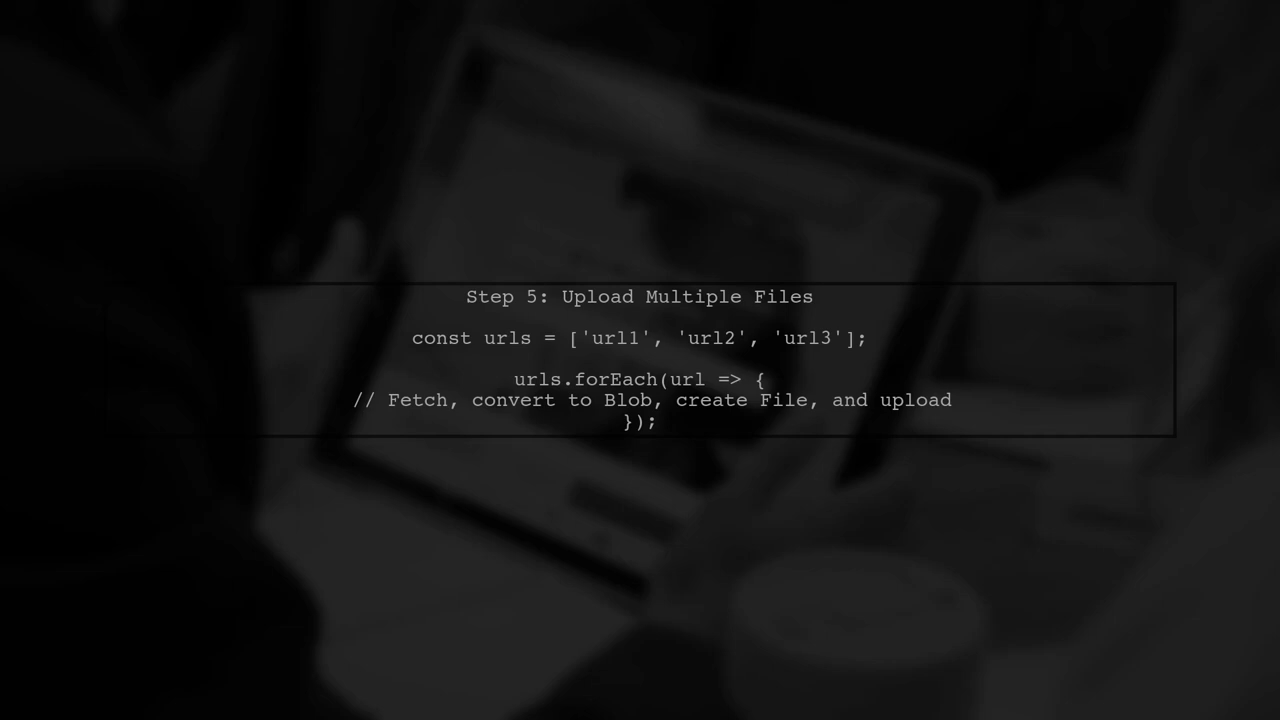 Step 5: Upload Multiple Files
const urls = ['url1', 'url2', 'url3'];
urls.forEach(url => {
// Fetch, convert to Blob, create File, and upload
});